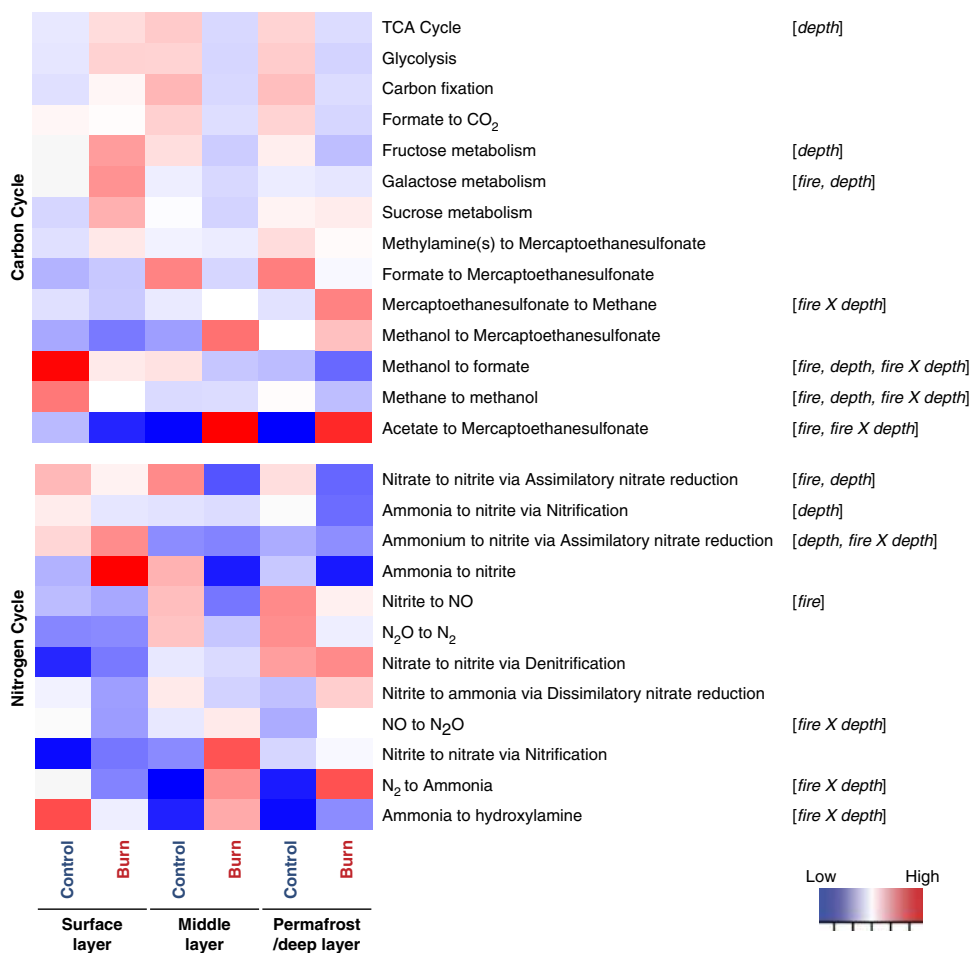 Carbon Cycle
TCA Cycle [depth]
Glycolysis
Carbon fixation
Formate to CO2
Fructose metabolism [depth]
Galactose metabolism [fire, depth]
Sucrose metabolism
Methylamine(s) to Mercaptoethanesulfonate
Formate to Mercaptoethanesulfonate
Mercaptoethanesulfonate to Methane [fire X depth]
Methanol to Mercaptoethanesulfonate
Methanol to formate [fire, depth, fire X depth]
Methane to methanol [fire, depth, fire X depth]
Acetate to Mercaptoethanesulfonate [fire, fire X depth]
Nitrogen Cycle
Nitrate to nitrite via Assimilatory nitrate reduction [fire, depth]
Ammonia to nitrite via Nitrification [depth]
Ammonium to nitrite via Assimilatory nitrate reduction [depth, fire X depth]
Ammonia to nitrite
Nitrite to NO [fire]
N2O to N2
Nitrate to nitrite via Denitrification
Nitrite to ammonia via Dissimilatory nitrate reduction
NO to N2O [fire X depth]
Nitrite to nitrate via Nitrification
N2 to Ammonia [fire X depth]
Ammonia to hydroxylamine [fire X depth]
Control Burn Control Burn Control Burn
Surface layer
Middle layer
Permafrost /deep layer
Low High